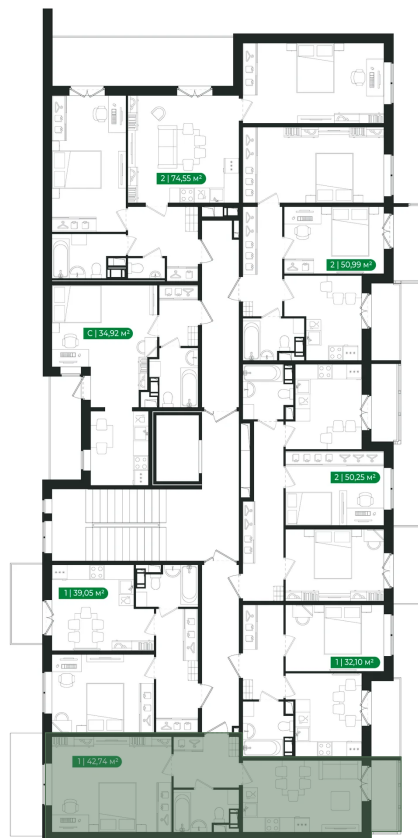 2 | 74,55 м²
2 | 50,99 м²
С | 34,92 м²
2 | 50,25 м²
1 | 39,05 м²
1 | 32,10 м²
1 | 42,74 м²